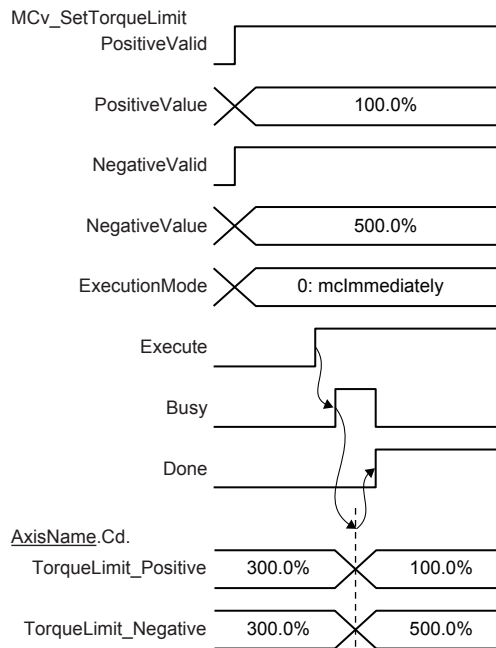 MCv_SetTorqueLimit
PositiveValid
PositiveValue
100.0%
NegativeValid
NegativeValue
500.0%
ExecutionMode
0: mcImmediately
Execute
Busy
Done
AxisName.Cd.
TorqueLimit_Positive
300.0%
100.0%
TorqueLimit_Negative
300.0%
500.0%